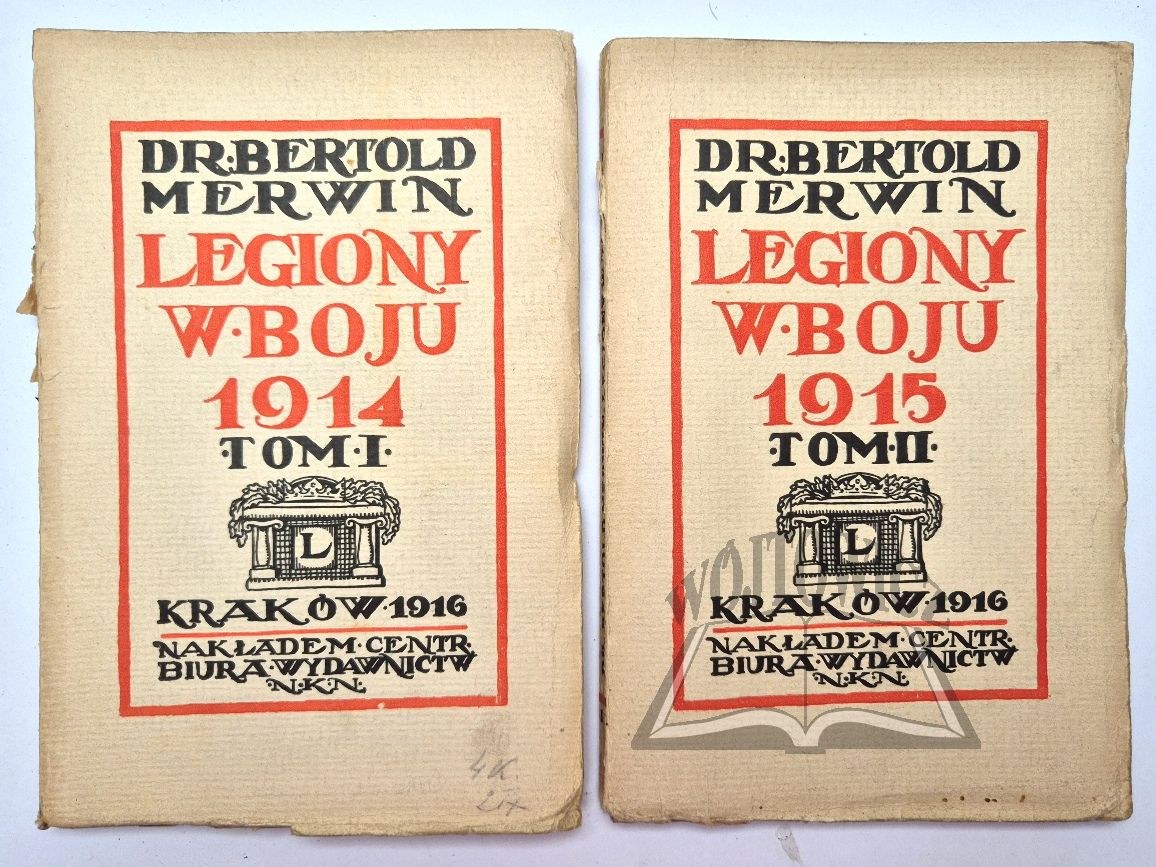 DR·BERTOLD
MERWIN
LEGIONY
W·BOJU
1914
·TOM·I·
L
KRAKÓW·1916
NAKŁADEM·CENTR.
BIURA·WYDAWNICTW
·N·K·N·
4K.
DR·BERTOLD
MERWIN
LEGIONY
W·BOJU
1915
·TOM·II·
L
KRAKÓW·1916
NAKŁADEM·CENTR.
BIURA·WYDAWNICTW
·N·K·N·